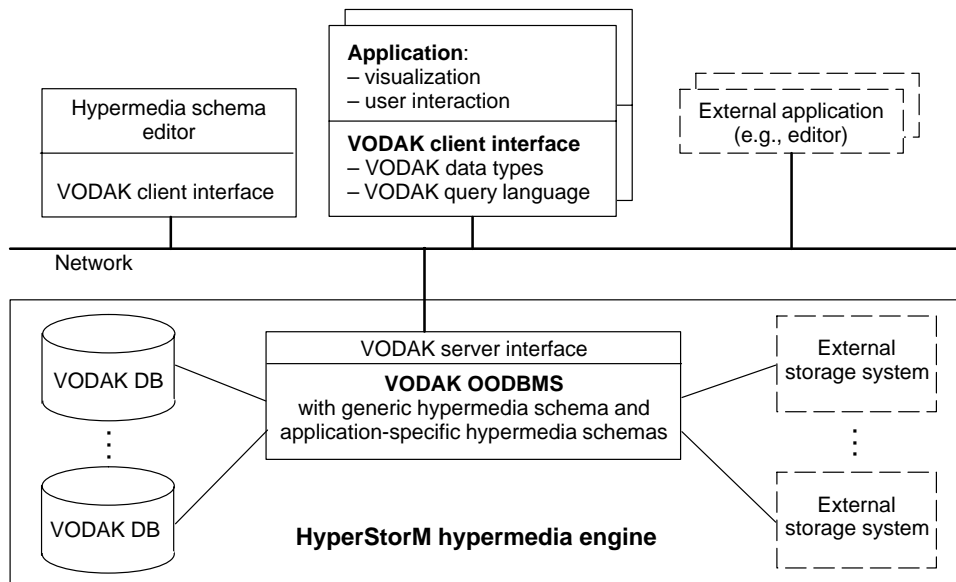 Application:
– visualization
– user interaction
Hypermedia schema
editor
External application
(e.g., editor)
VODAK client interface
– VODAK data types
– VODAK query language
VODAK client interface
Network
VODAK server interface
VODAK DB
VODAK OODBMS
with generic hypermedia schema and
application-specific hypermedia schemas
External
storage system
VODAK DB
External
storage system
HyperStorM hypermedia engine